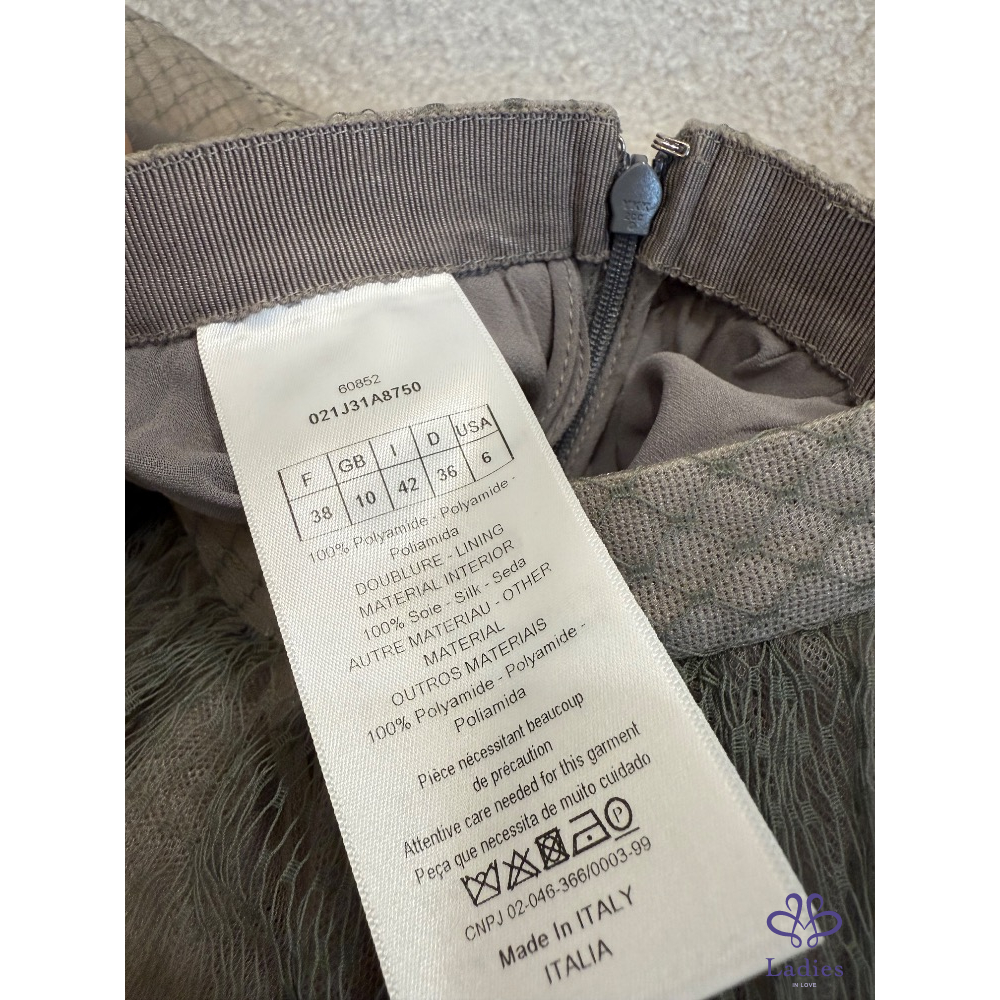 YKK
60852
021J31A8750
F GB I D USA
38 10 42 36 6
100% Polyamide - Polyamide -
Poliamida
DOUBLURE - LINING
MATERIAL INTERIOR
100% Soie - Silk - Seda
AUTRE MATERIAU - OTHER
MATERIAL
OUTROS MATERIAIS
100% Polyamide - Polyamide -
Poliamida
Pièce nécessitant beaucoup
de précaution
Attentive care needed for this garment
Peça que necessita de muito cuidado
P
CNPJ 02-046-366/0003-99
Made In ITALY
ITALIA
Ladies
IN LOVE